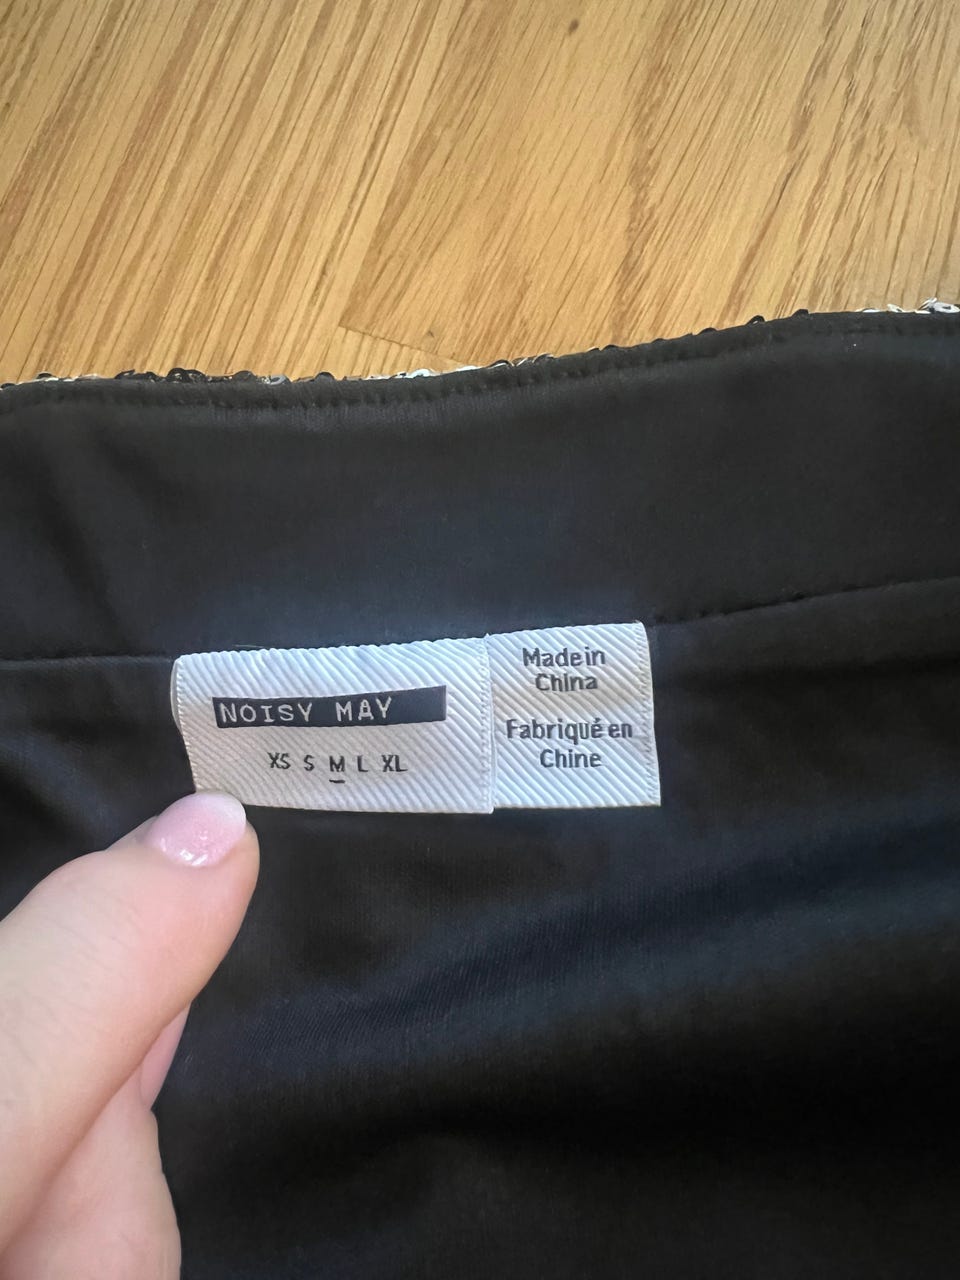 NOISY MAY
XS S M L XL
Made in
China
Fabriqué en
Chine